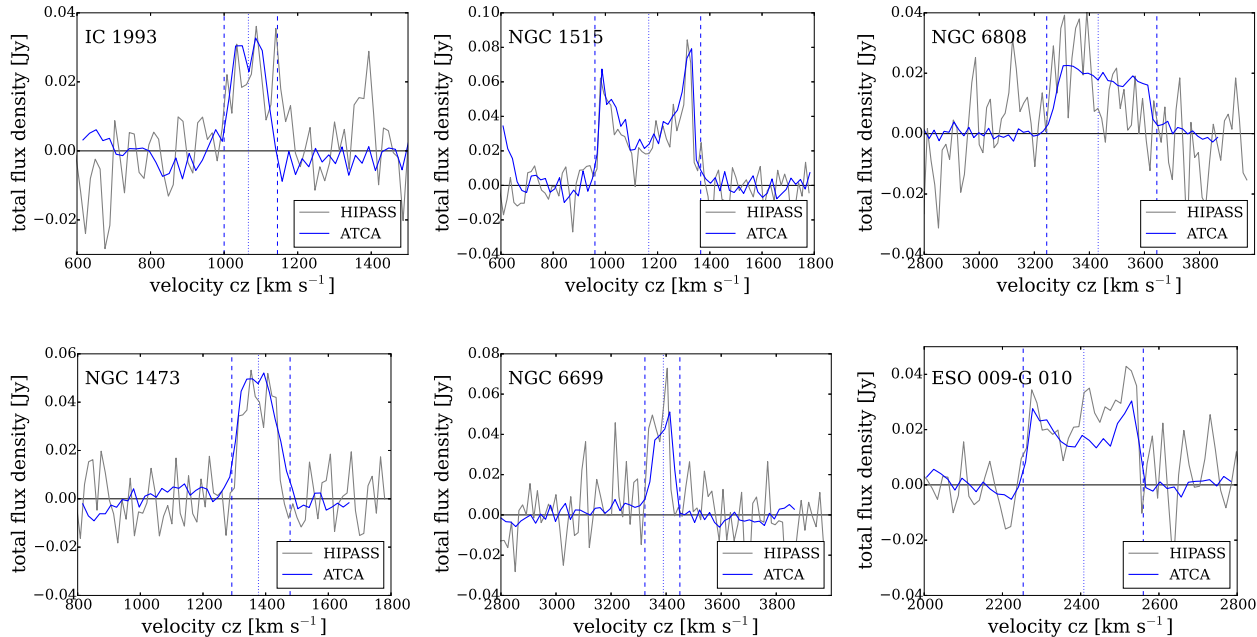 IC 1993
total flux density [Jy]
0.04
0.02
0.00
−0.02
600
800
1000
1200
1400
velocity cz [km s⁻¹]
HIPASS
ATCA
NGC 1515
total flux density [Jy]
0.10
0.08
0.06
0.04
0.02
0.00
−0.02
−0.04
600
800
1000
1200
1400
1600
1800
velocity cz [km s⁻¹]
HIPASS
ATCA
NGC 6808
total flux density [Jy]
0.04
0.02
0.00
−0.02
−0.04
2800
3000
3200
3400
3600
3800
velocity cz [km s⁻¹]
HIPASS
ATCA
NGC 1473
total flux density [Jy]
0.06
0.04
0.02
0.00
−0.02
−0.04
800
1000
1200
1400
1600
1800
velocity cz [km s⁻¹]
HIPASS
ATCA
NGC 6699
total flux density [Jy]
0.08
0.06
0.04
0.02
0.00
−0.02
−0.04
2800
3000
3200
3400
3600
3800
velocity cz [km s⁻¹]
HIPASS
ATCA
ESO 009-G 010
total flux density [Jy]
0.04
0.02
0.00
−0.02
−0.04
2000
2200
2400
2600
2800
velocity cz [km s⁻¹]
HIPASS
ATCA